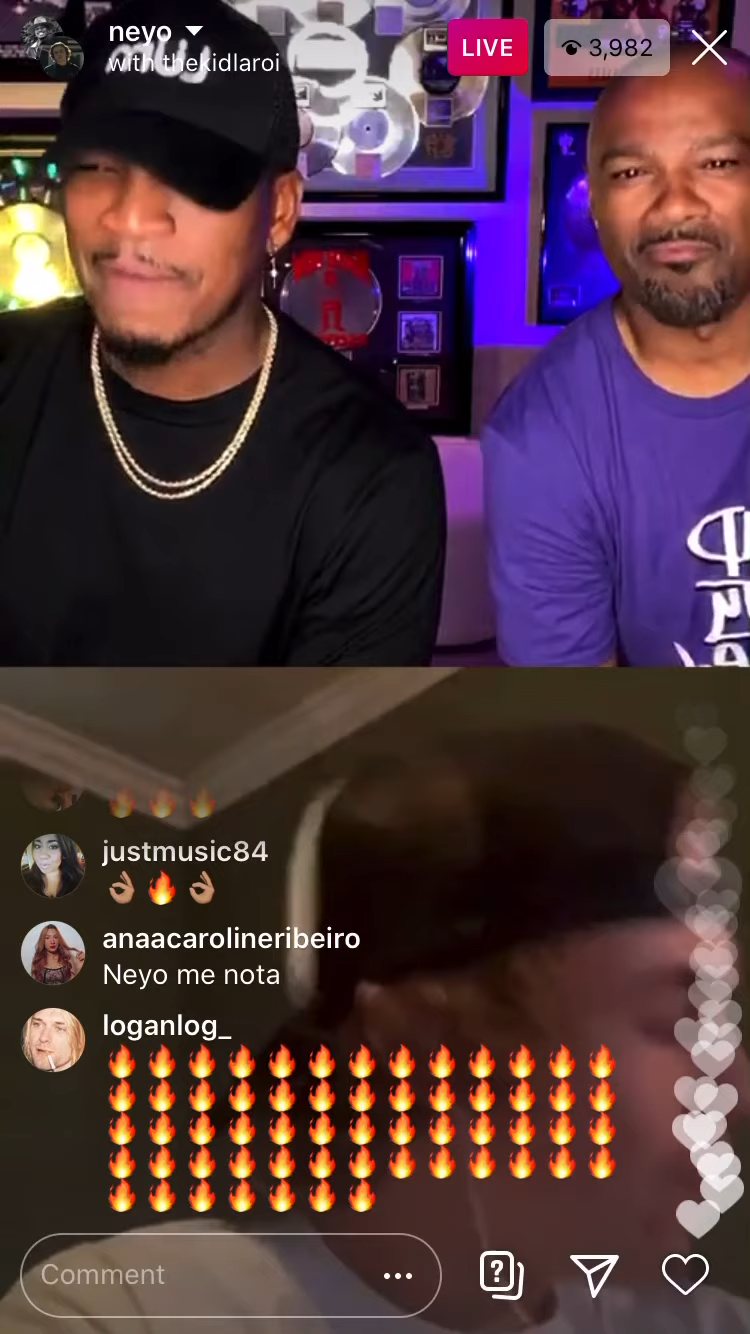 neyo
with thekidlaroi
LIVE
3,982
🔥 🔥 🔥
justmusic84
👌🏽 🔥 👌🏽
anaacarolineribeiro
Neyo me nota
loganlog_
🔥🔥🔥🔥🔥🔥🔥🔥🔥🔥🔥🔥🔥
🔥🔥🔥🔥🔥🔥🔥🔥🔥🔥🔥🔥🔥
🔥🔥🔥🔥🔥🔥🔥🔥🔥🔥🔥🔥🔥
🔥🔥🔥🔥🔥🔥🔥🔥🔥🔥🔥🔥🔥
🔥🔥🔥🔥🔥🔥🔥
Comment